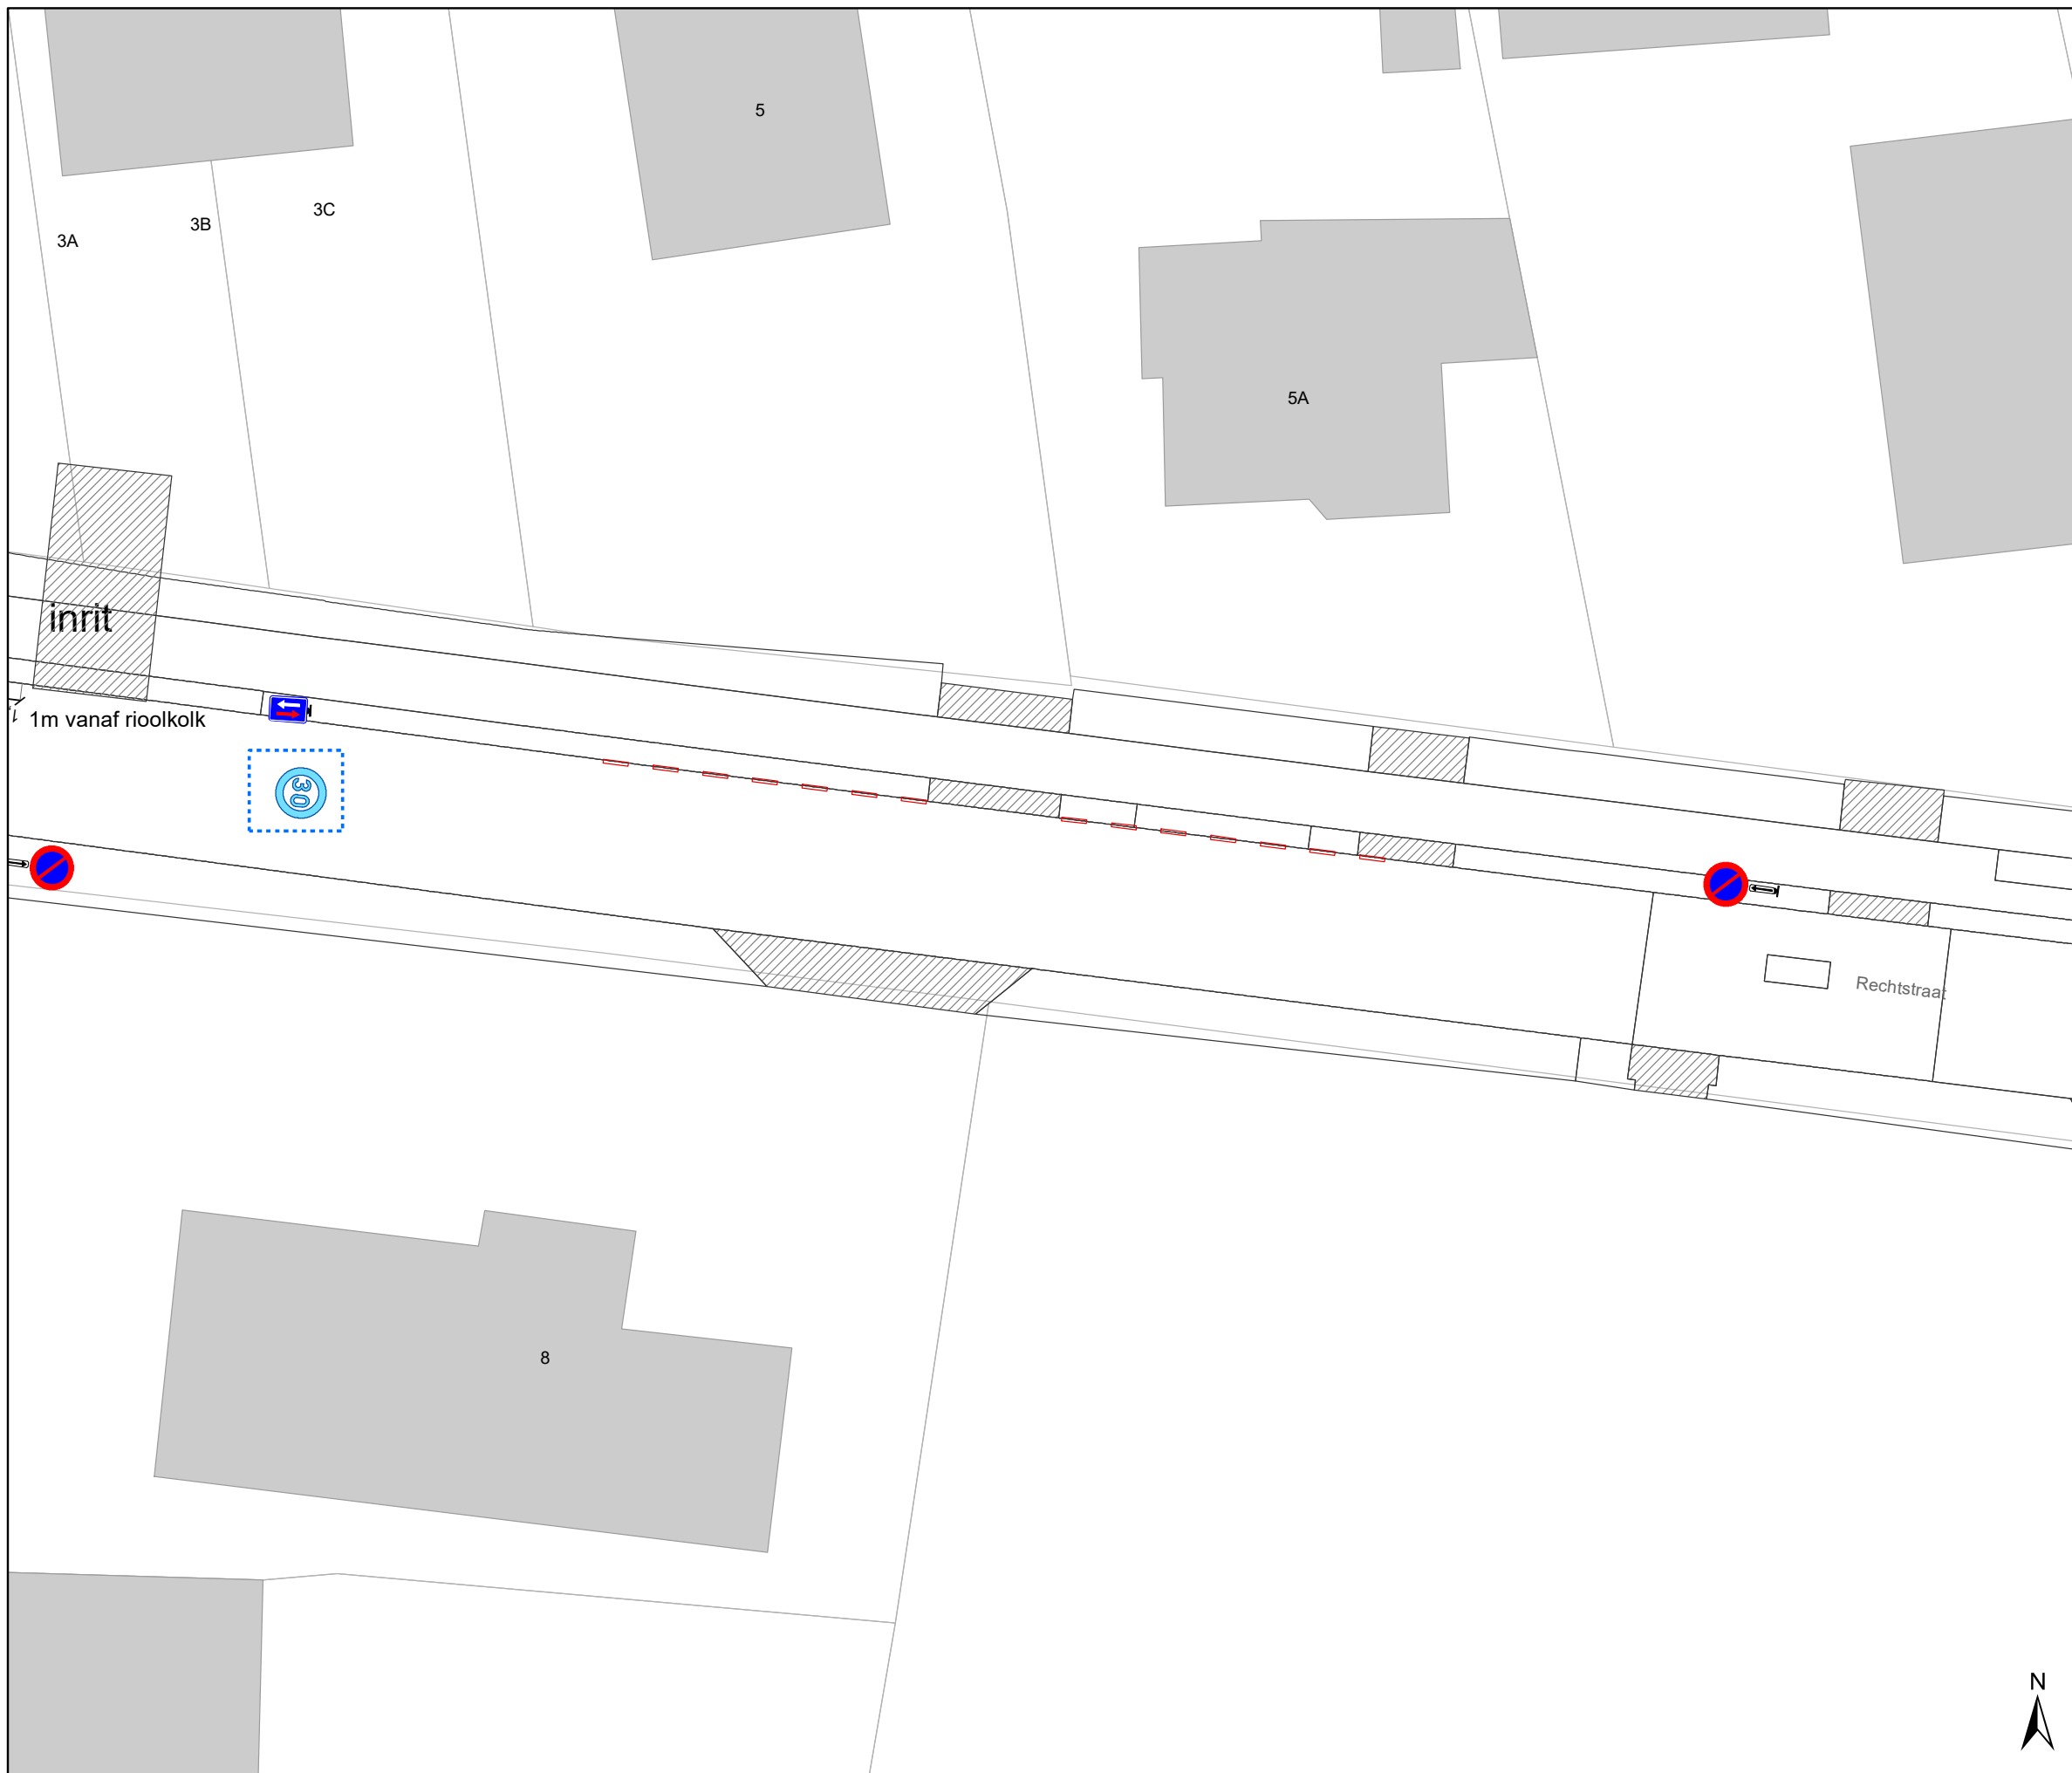 5
3C
3B
3A
5A
inrit
1m vanaf rioolkolk
30
Rechtstraat
8
N